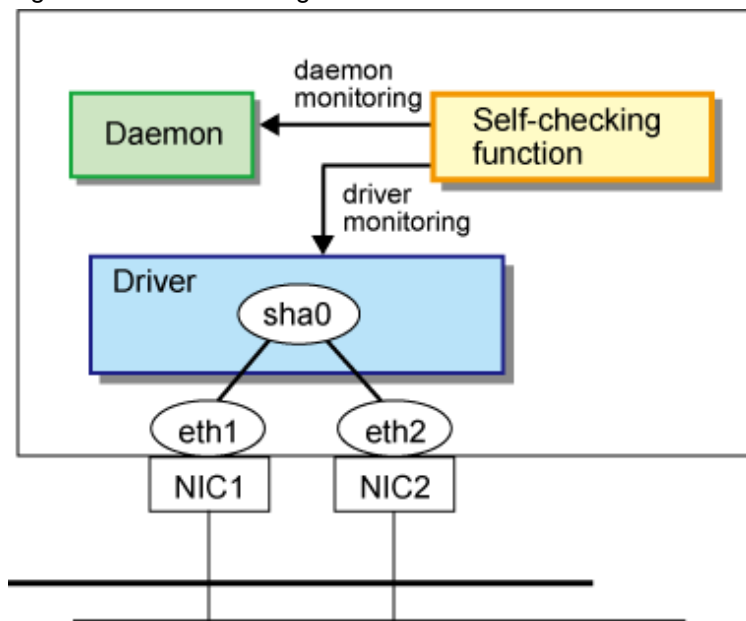 daemon
monitoring
Daemon
Self-checking
function
driver
monitoring
Driver
sha0
eth1
eth2
NIC1
NIC2